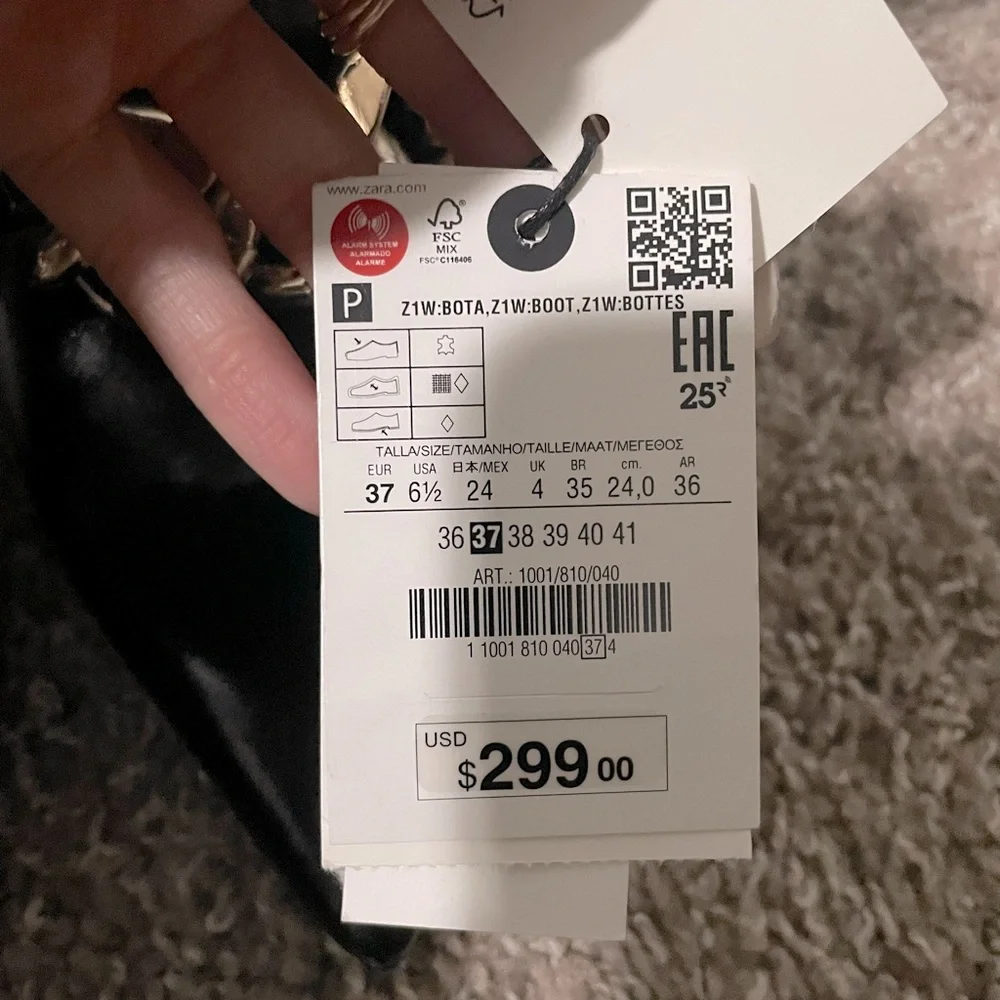 www.zara.com
ALARM SYSTEM
ALARMADO
ALARME
FSC
MIX
FSC® C116406
P
Z1W:BOTA,Z1W:BOOT,Z1W:BOTTES
EAC
25
TALLA/SIZE/TAMANHO/TAILLE/MAAT/ΜΕΓΕΘΟΣ
EUR USA 日本/MEX UK BR cm. AR
37 6½ 24 4 35 24,0 36
36 37 38 39 40 41
ART.: 1001/810/040
1 1001 810 040 37 4
USD
$299 00